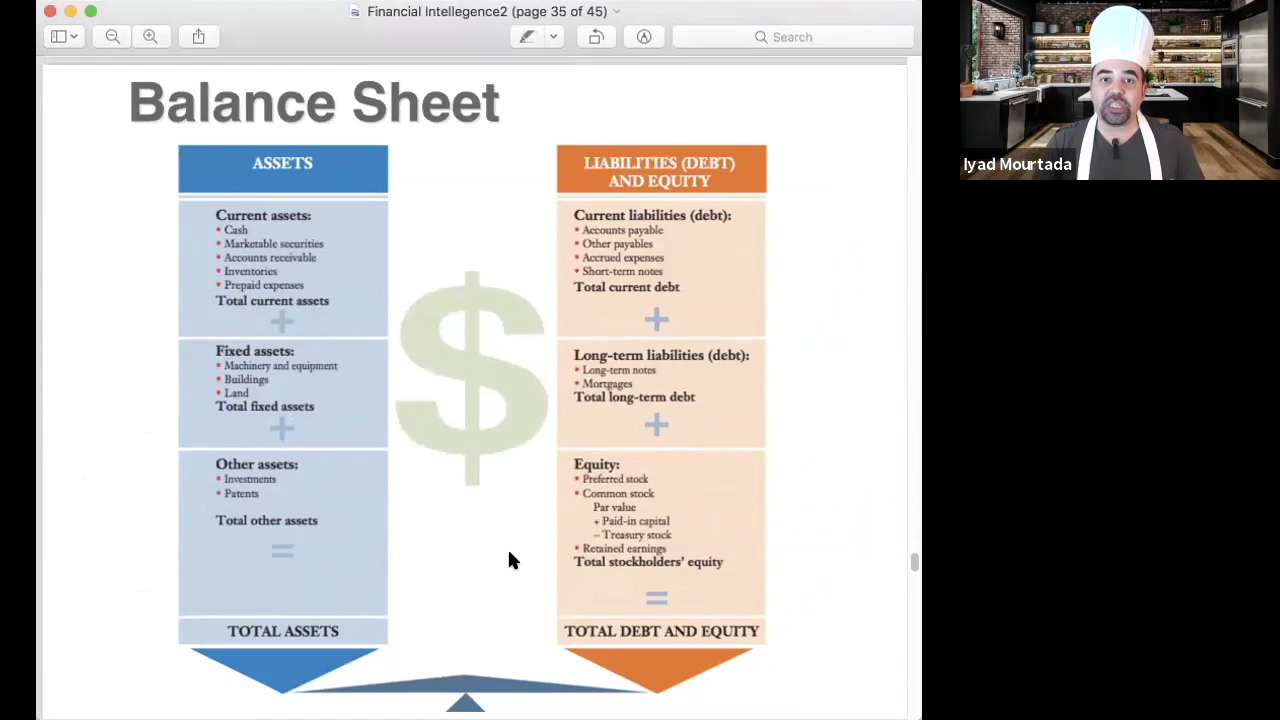 Financial Intellegence2 (page 35 of 45)
Search
Balance Sheet
ASSETS
Current assets:
• Cash
• Marketable securities
• Accounts receivable
• Inventories
• Prepaid expenses
Total current assets
+
Fixed assets:
• Machinery and equipment
• Buildings
• Land
Total fixed assets
+
Other assets:
• Investments
• Patents
Total other assets
=
TOTAL ASSETS
$
LIABILITIES (DEBT)
AND EQUITY
Current liabilities (debt):
• Accounts payable
• Other payables
• Accrued expenses
• Short-term notes
Total current debt
+
Long-term liabilities (debt):
• Long-term notes
• Mortgages
Total long-term debt
+
Equity:
• Preferred stock
• Common stock
Par value
+ Paid-in capital
– Treasury stock
• Retained earnings
Total stockholders’ equity
=
TOTAL DEBT AND EQUITY
Iyad Mourtada